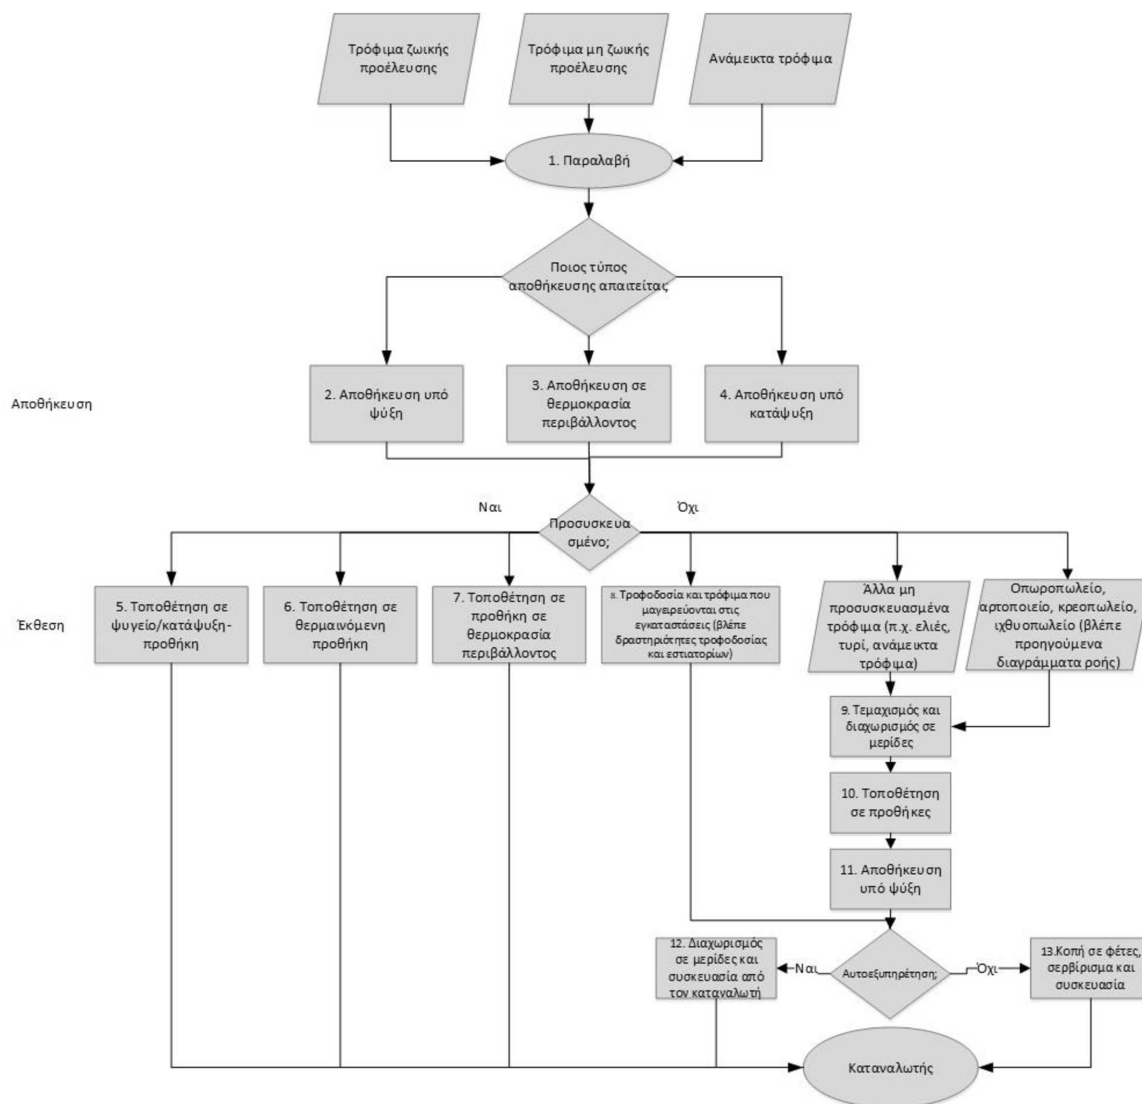 Τρόφιμα ζωικής
προέλευσης
Τρόφιμα μη ζωικής
προέλευσης
Ανάμεικτα τρόφιμα
1. Παραλαβή
Ποιος τύπος
αποθήκευσης απαιτείτας
Αποθήκευση
2. Αποθήκευση υπό
ψύξη
3. Αποθήκευση σε
θερμοκρασία
περιβάλλοντος
4. Αποθήκευση υπό
κατάψυξη
Ναι
Όχι
Προσυσκευα
σμένο;
Έκθεση
5. Τοποθέτηση σε
ψυγείο/κατάψυξη-
προθήκη
6. Τοποθέτηση σε
θερμαινόμενη
προθήκη
7. Τοποθέτηση σε
προθήκη σε
θερμοκρασία
περιβάλλοντος
8. Τροφοδοσία και τρόφιμα που
μαγειρεύονται στις
εγκαταστάσεις (βλέπε
δραστηριότητες τροφοδοσίας
και εστιατορίων)
Άλλα μη
προσυσκευασμένα
τρόφιμα (π.χ. ελιές,
τυρί, ανάμεικτα
τρόφιμα)
Οπωροπωλείο,
αρτοποιείο, κρεοπωλείο,
ιχθυοπωλείο (βλέπε
προηγούμενα
διαγράμματα ροής)
9. Τεμαχισμός και
διαχωρισμός σε
μερίδες
10. Τοποθέτηση
σε προθήκες
11. Αποθήκευση
υπό ψύξη
12. Διαχωρισμός
σε μερίδες και
συσκευασία από
τον καταναλωτή
Ναι
Αυτοεξυπηρέτηση;
Όχι
13.Κοπή σε φέτες,
σερβίρισμα και
συσκευασία
Καταναλωτής